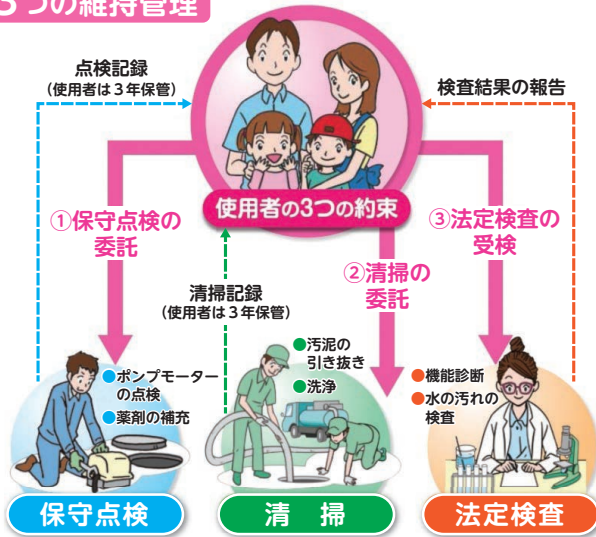 3つの維持管理
点検記録
(使用者は3年保管)
検査結果の報告
使用者の3つの約束
①保守点検の
委託
③法定検査の
受検
②清掃の
委託
清掃記録
(使用者は3年保管)
●ポンプモーター
の点検
●薬剤の補充
●汚泥の
引き抜き
●洗浄
●機能診断
●水の汚れの
検査
保守点検
清 掃
法定検査